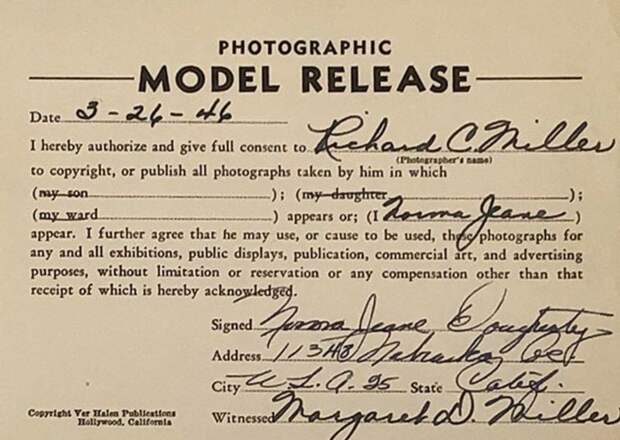 PHOTOGRAPHIC
MODEL RELEASE
Date 3-26-46
I hereby authorize and give full consent to Richard C. Miller
(Photographer's name)
to copyright, or publish all photographs taken by him in which
(my son ); (my daughter );
(my ward ) appears or; (I Norma Jeane )
appear. I further agree that he may use, or cause to be used, these photographs for
any and all exhibitions, public displays, publication, commercial art, and advertising
purposes, without limitation or reservation or any compensation other than that
receipt of which is hereby acknowledged.
Signed Norma Jeane Dougherty
Address 11348 Nebraska
City W. L. A. 25 State Calif.
Witnessed Margaret D. Miller
Copyright Var Halen Publications
Hollywood, California